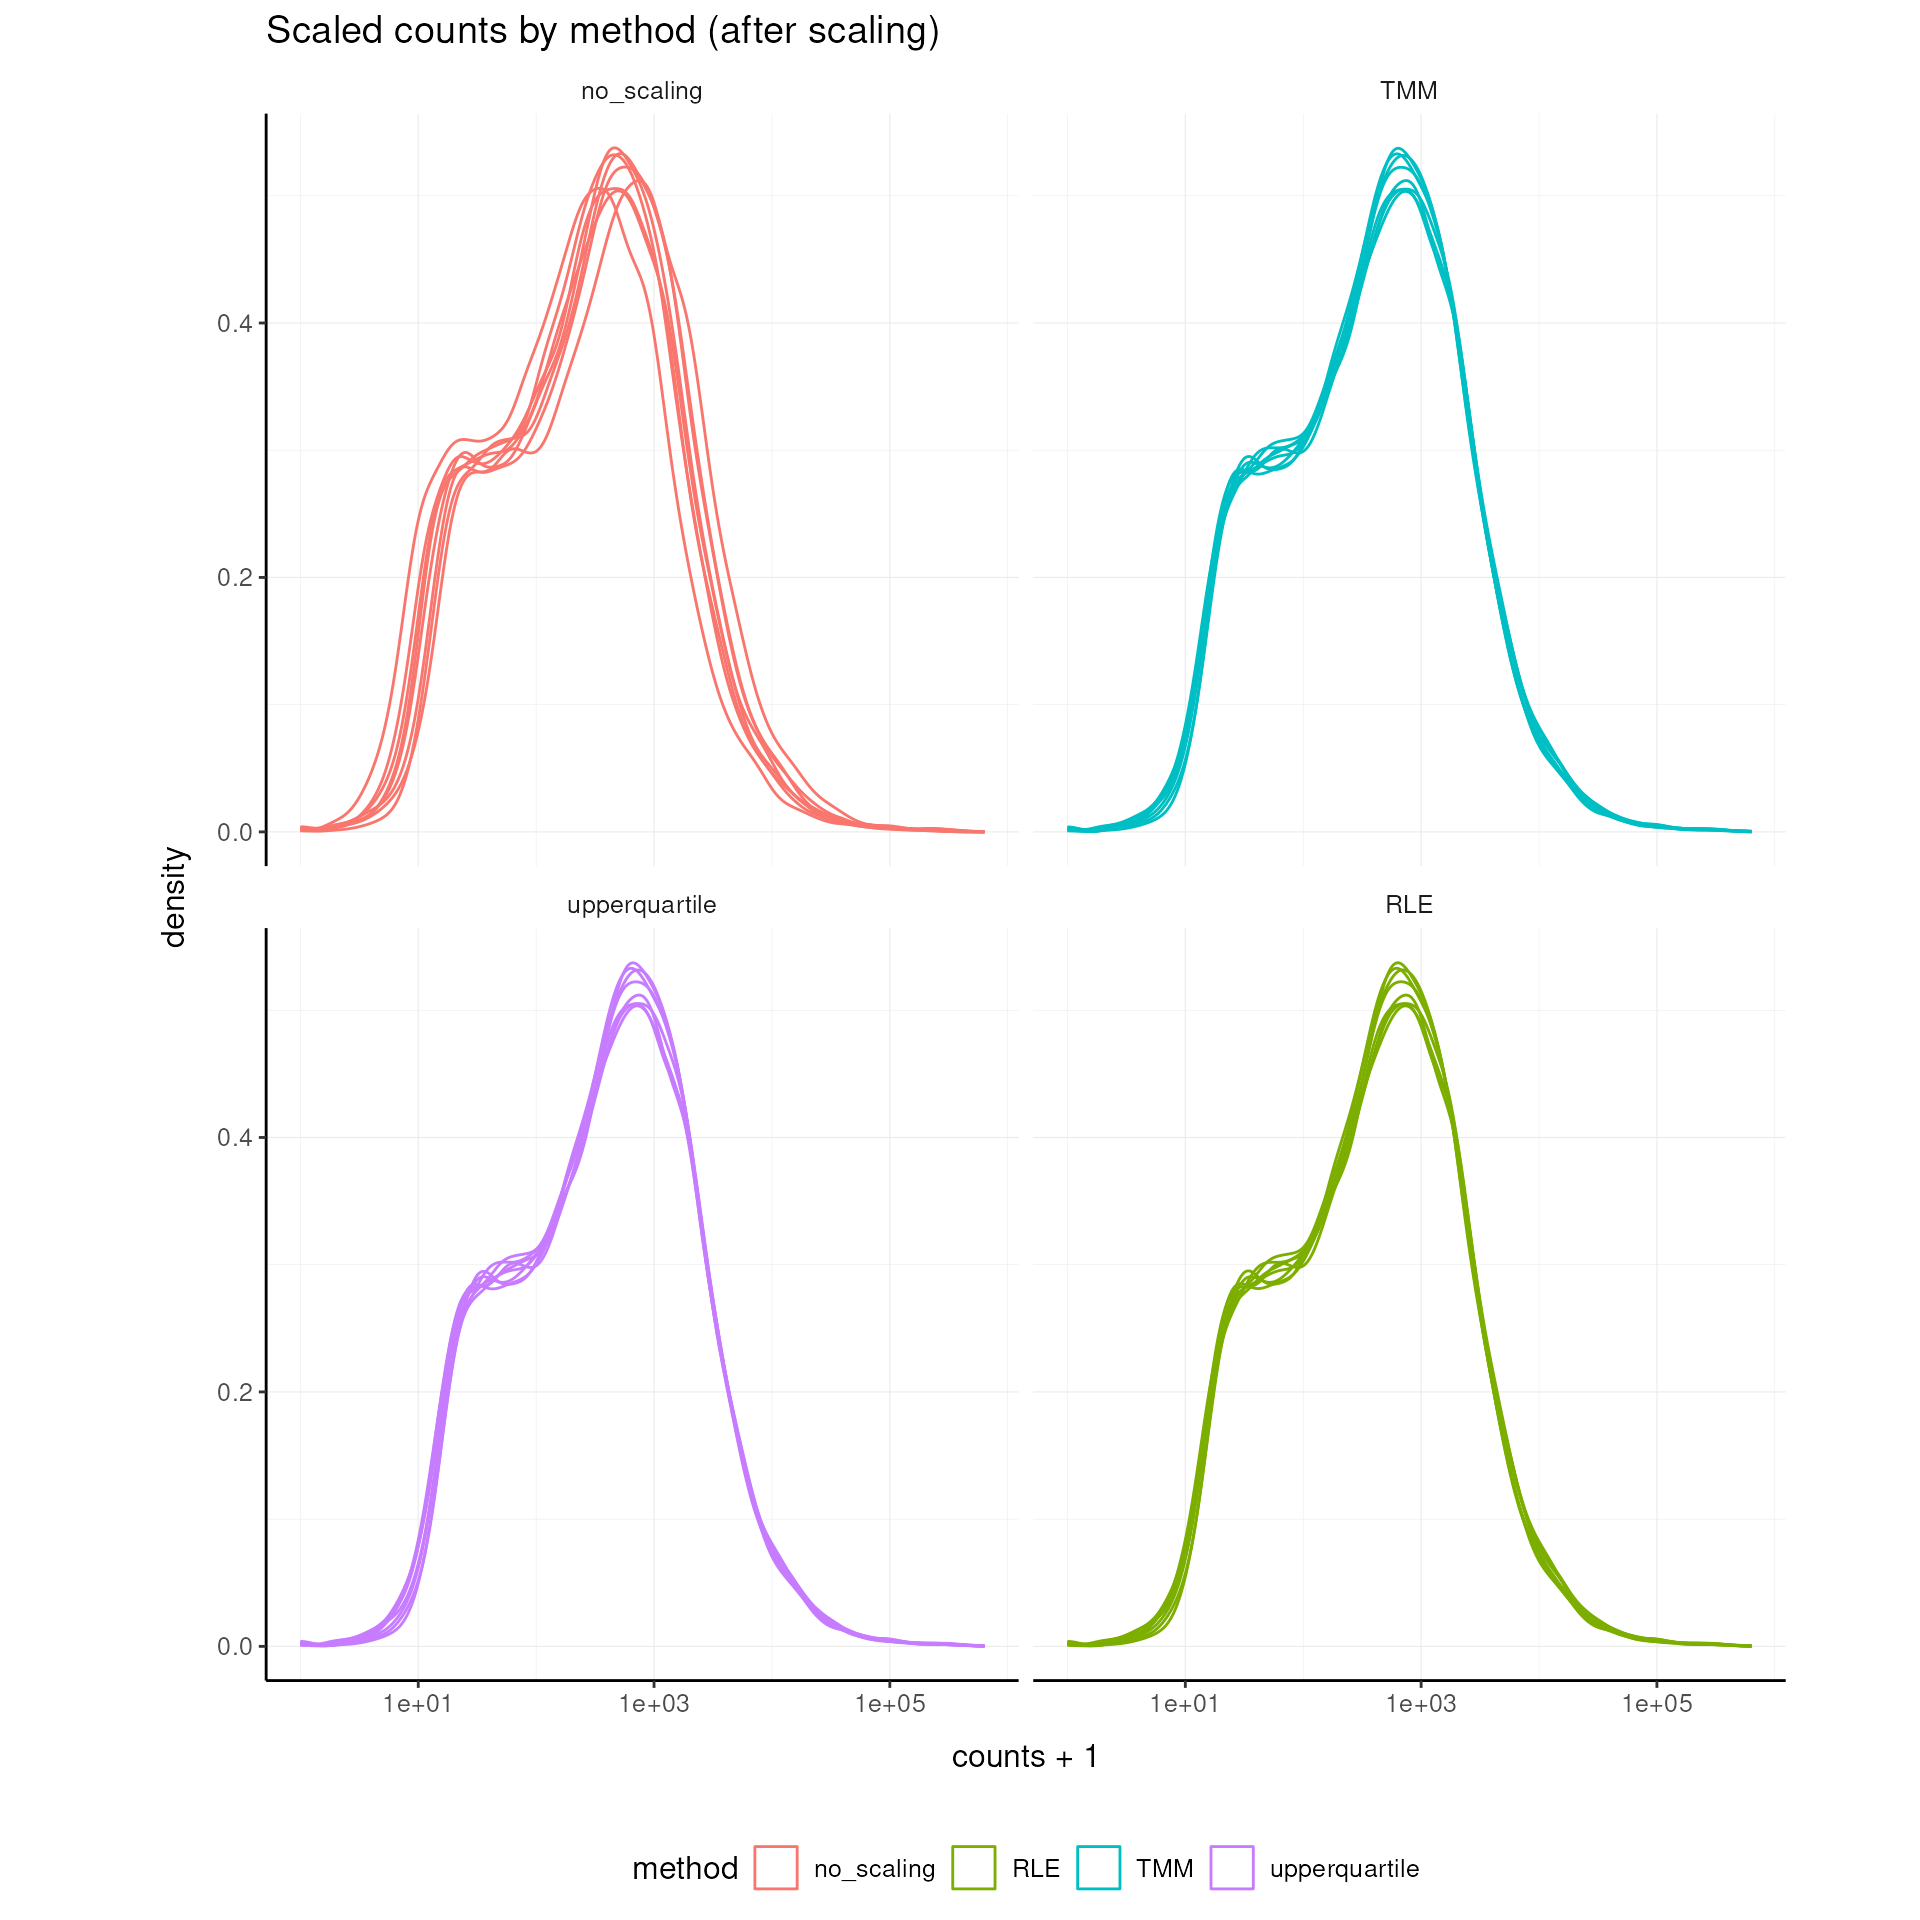 Scaled counts by method (after scaling)
no_scaling
TMM
0.4
0.2
0.0
density
upperquartile
RLE
0.4
0.2
0.0
1e+01 1e+03 1e+05
1e+01 1e+03 1e+05
counts + 1
method no_scaling RLE TMM upperquartile